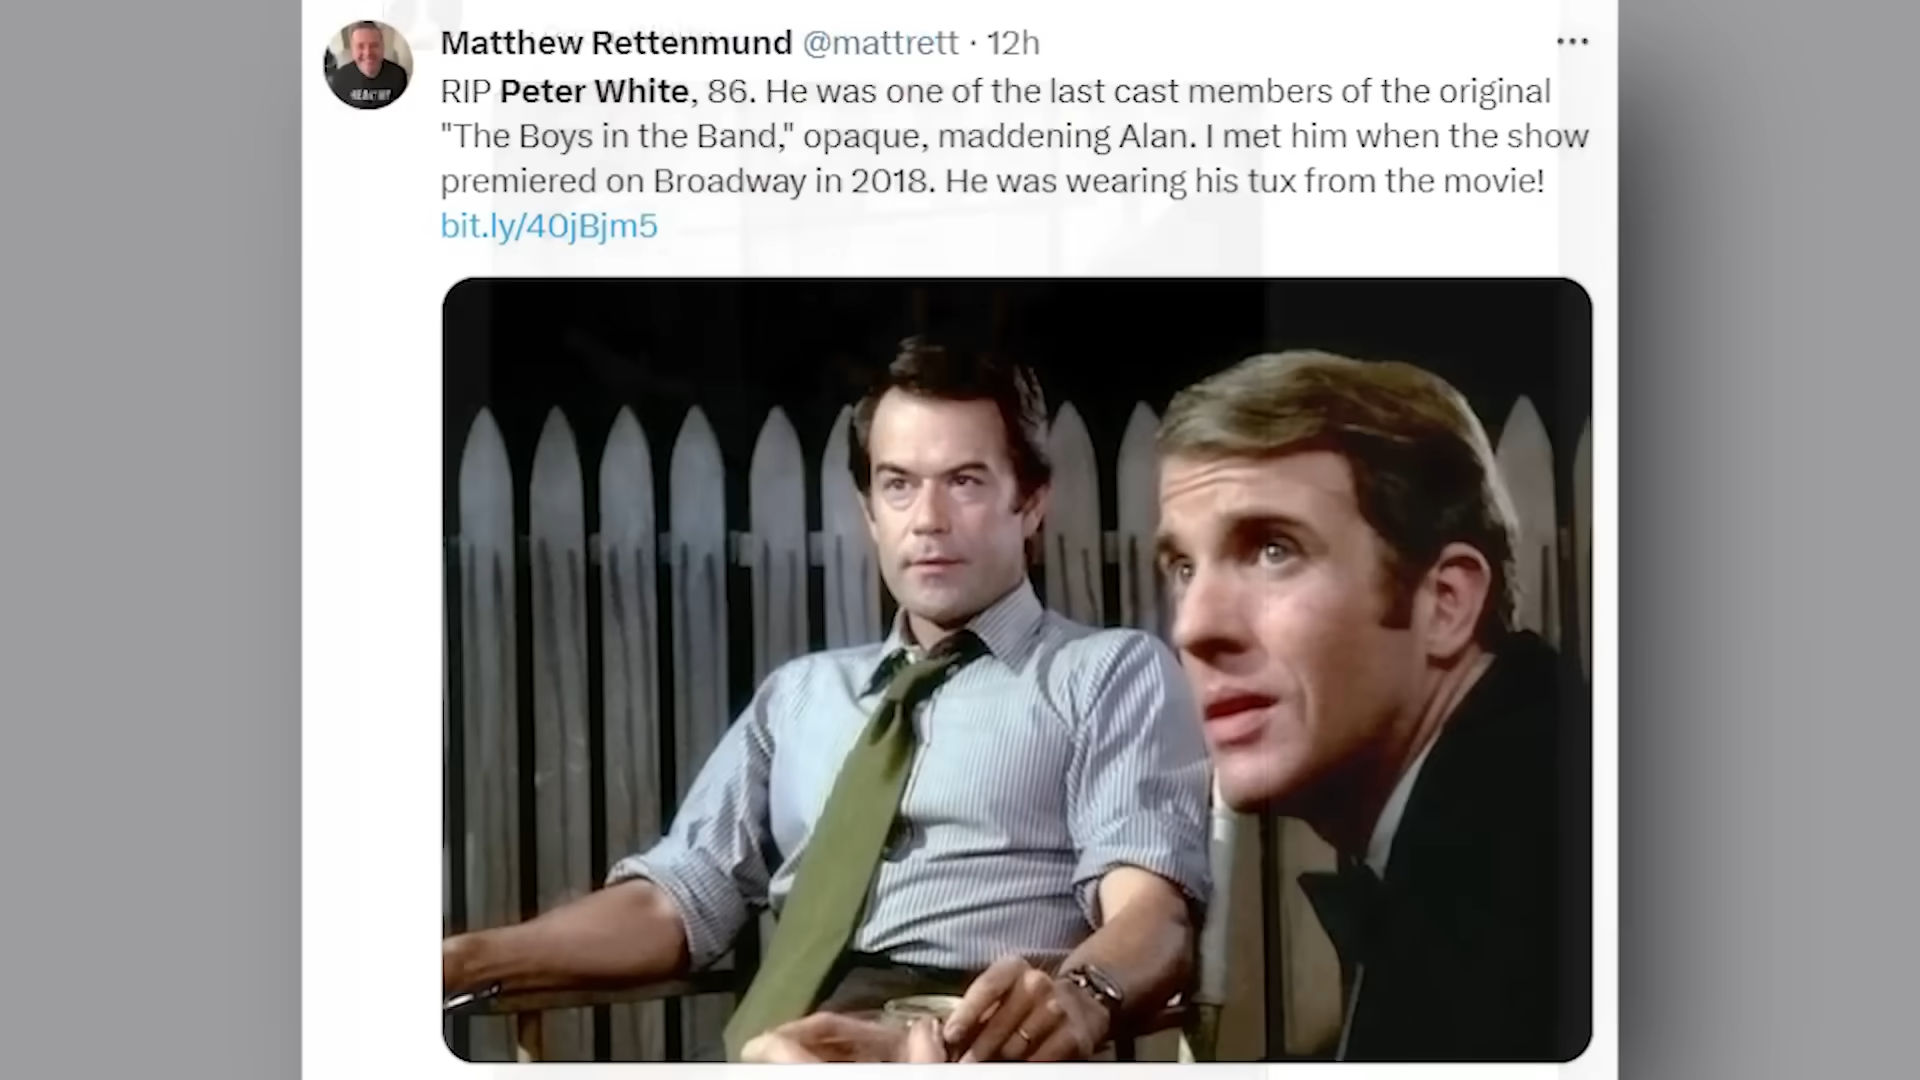 Matthew Rettenmund @mattrett · 12h
RIP Peter White, 86. He was one of the last cast members of the original
"The Boys in the Band," opaque, maddening Alan. I met him when the show
premiered on Broadway in 2018. He was wearing his tux from the movie!
bit.ly/40jBjm5